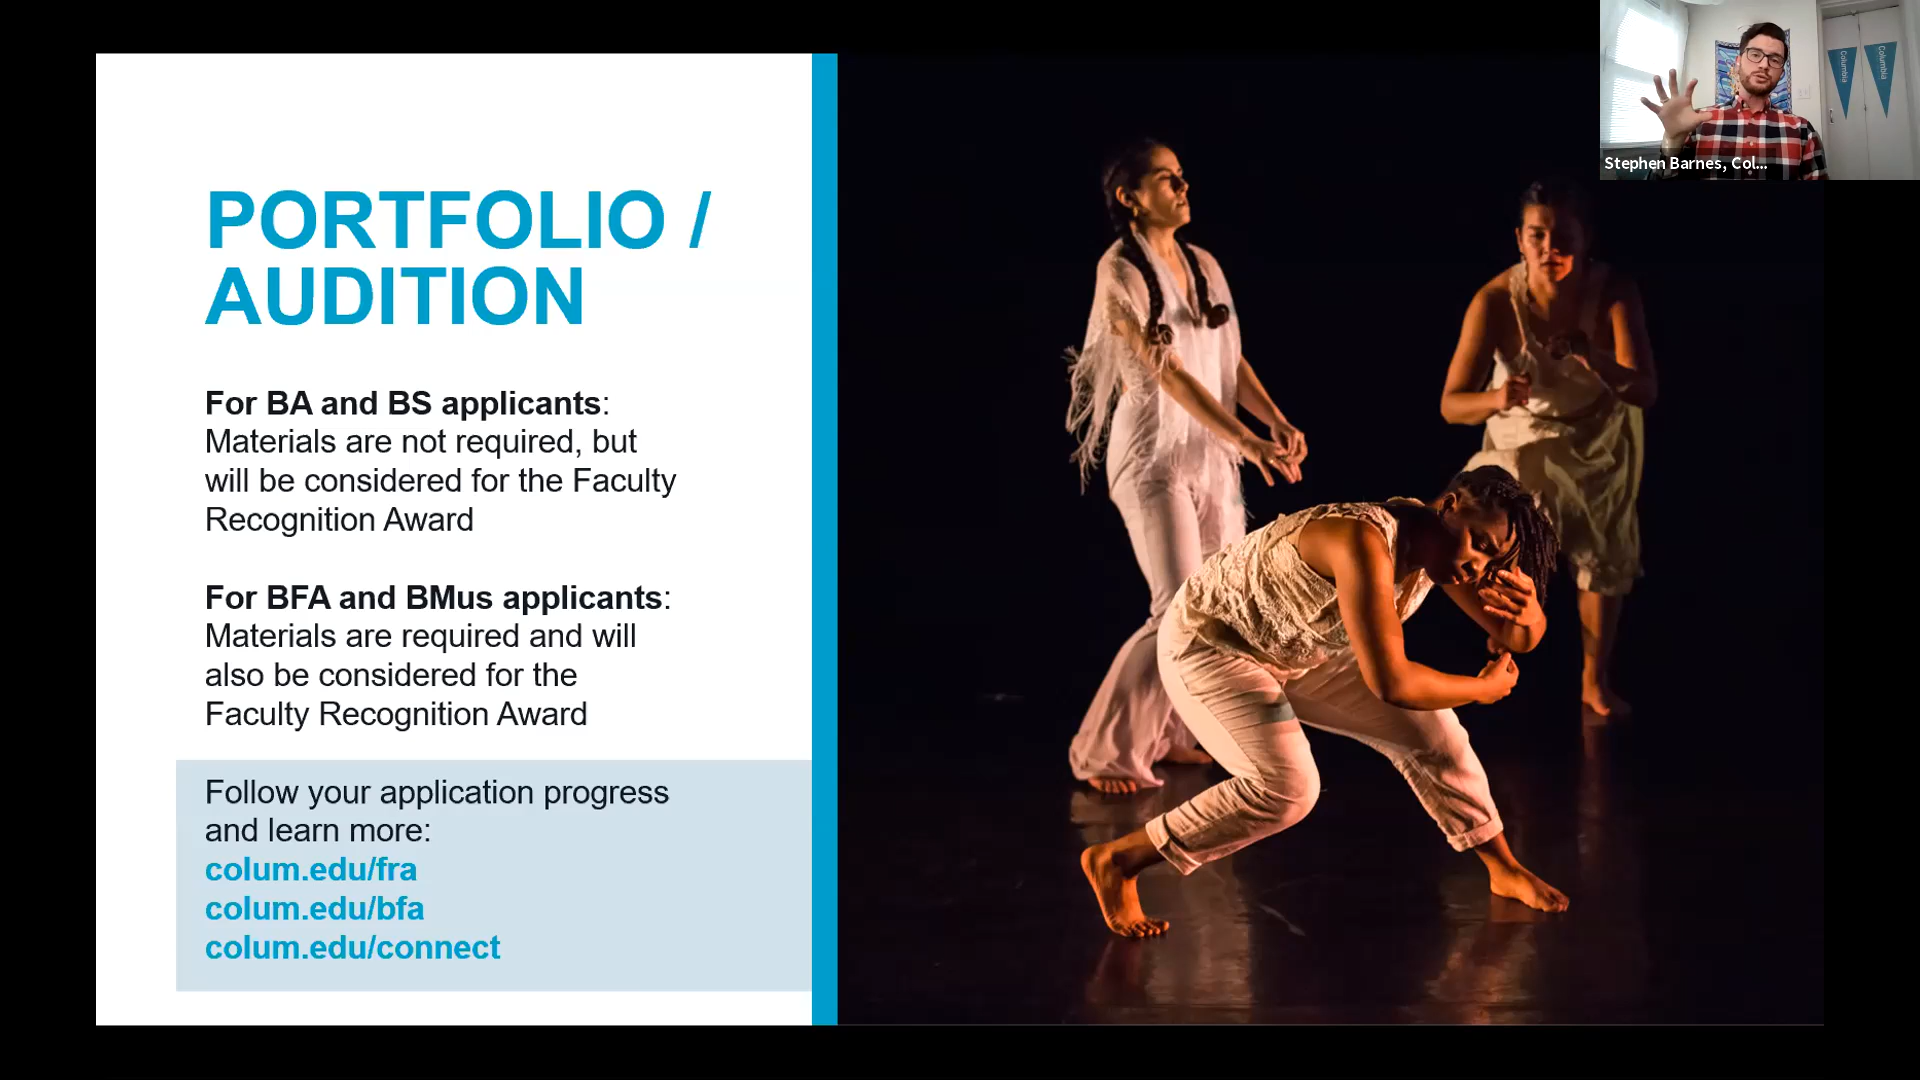 PORTFOLIO /
AUDITION
For BA and BS applicants:
Materials are not required, but
will be considered for the Faculty
Recognition Award
For BFA and BMus applicants:
Materials are required and will
also be considered for the
Faculty Recognition Award
Follow your application progress
and learn more:
colum.edu/fra
colum.edu/bfa
colum.edu/connect
Columbia
Columbia
Stephen Barnes, Col...